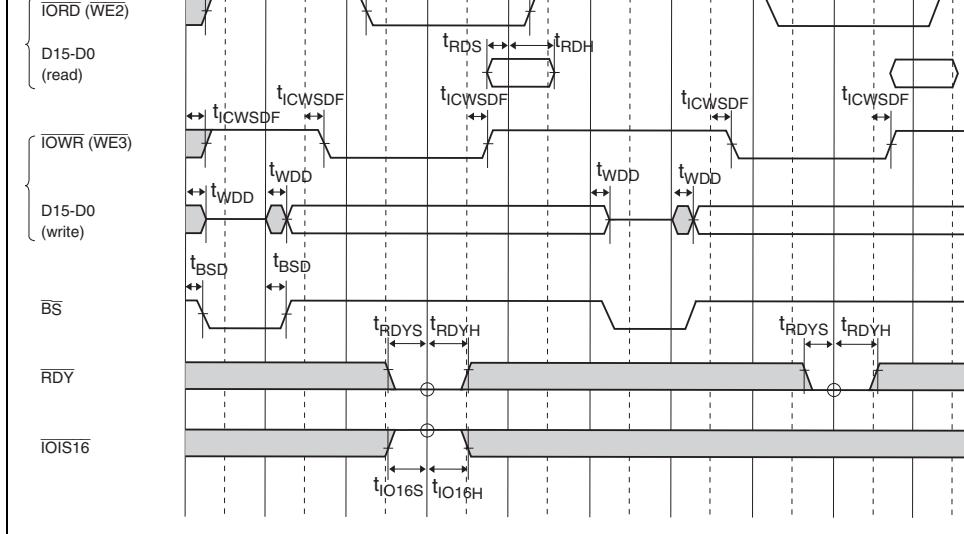 IORD (WE2)
tRDS tRDH
D15-D0
(read)
tICWSDF tICWSDF tICWSDF tICWSDF
tICWSDF
IOWR (WE3)
tWDD tWDD tWDD tWDD
D15-D0
(write)
tBSD tBSD
BS
tRDYS tRDYH tRDYS tRDYH
RDY
IOIS16
tIO16S tIO16H